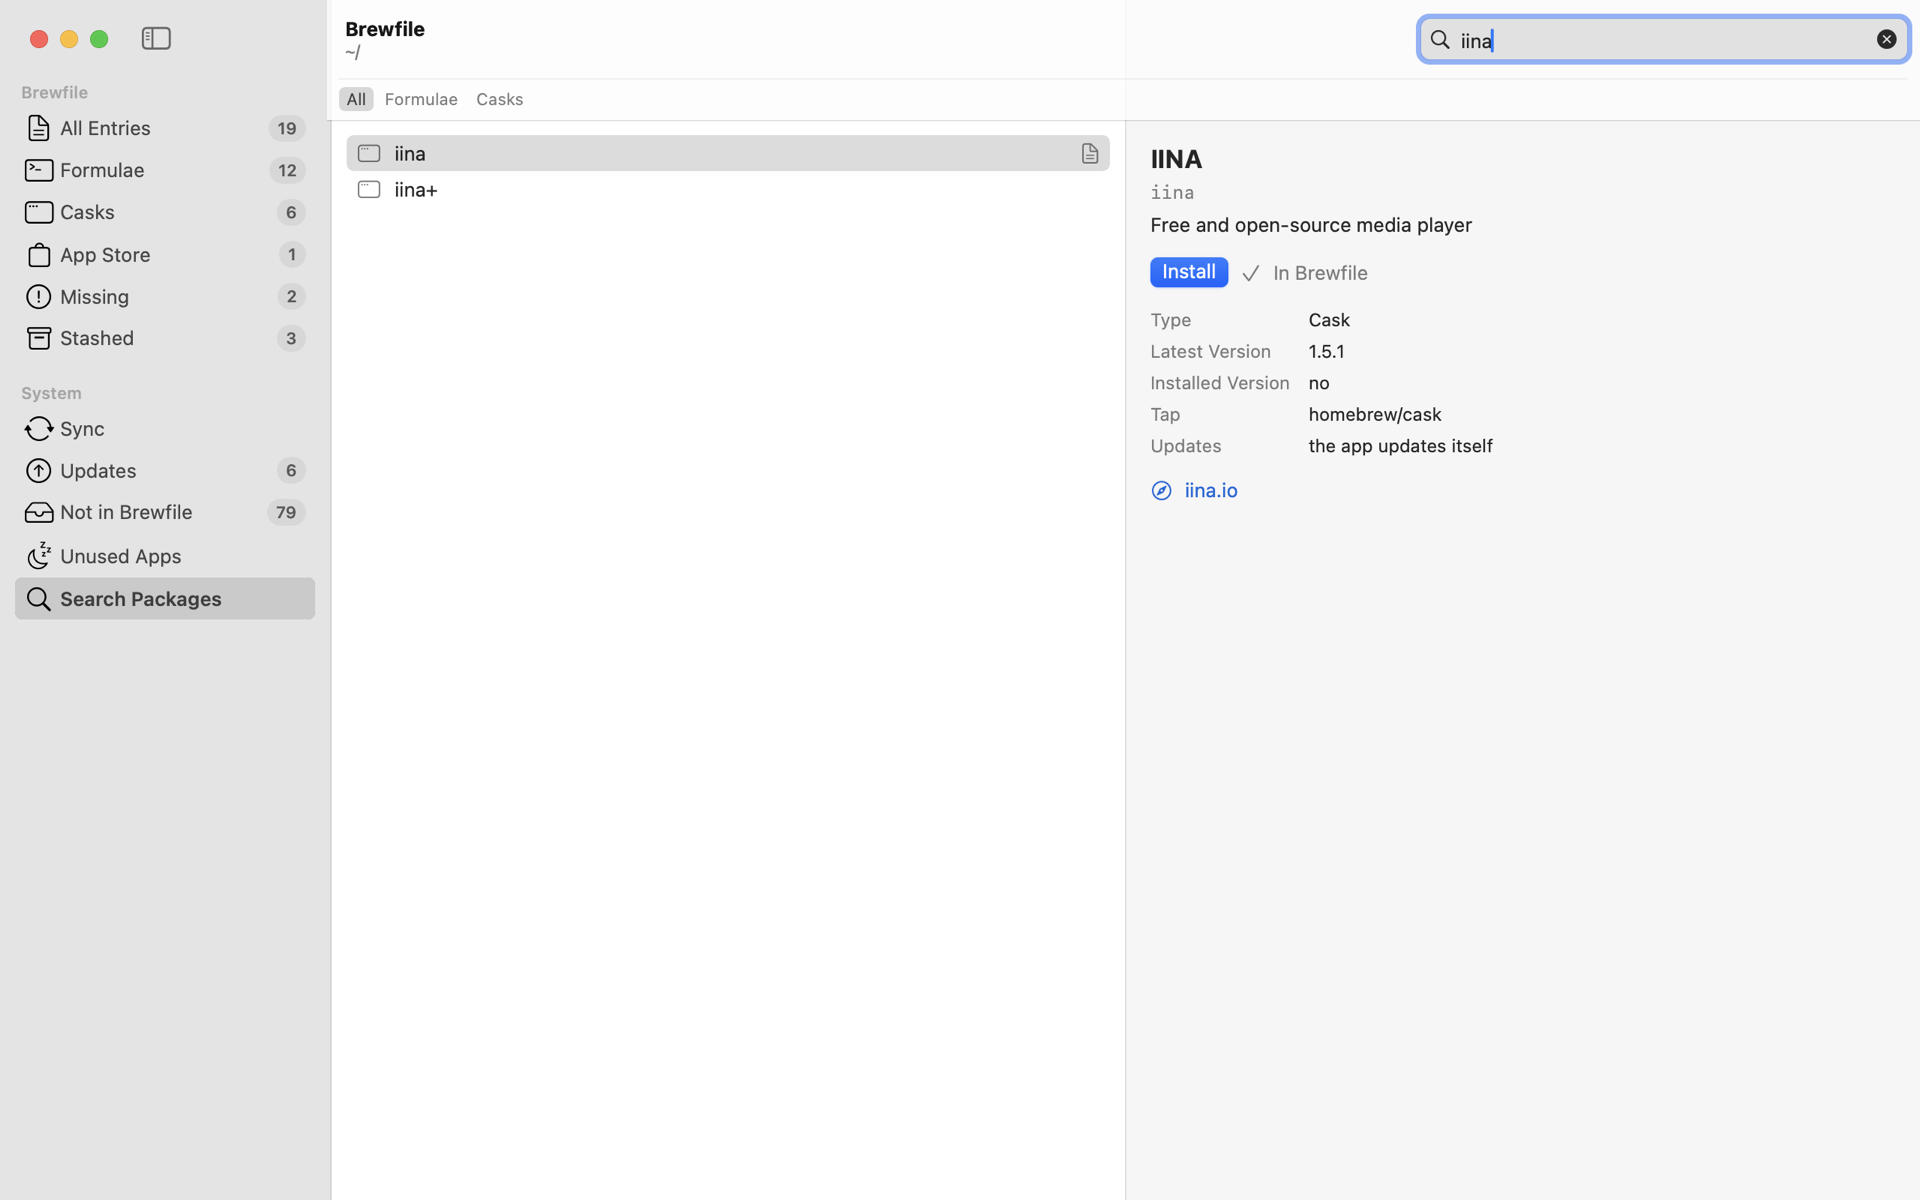 Brewfile
All Entries 19
Formulae 12
Casks 6
App Store 1
Missing 2
Stashed 3
System
Sync
Updates 6
Not in Brewfile 79
Unused Apps
Search Packages
Brewfile
~/
iina
All Formulae Casks
iina
iina+
IINA
iina
Free and open-source media player
Install In Brewfile
Type Cask
Latest Version 1.5.1
Installed Version no
Tap homebrew/cask
Updates the app updates itself
iina.io